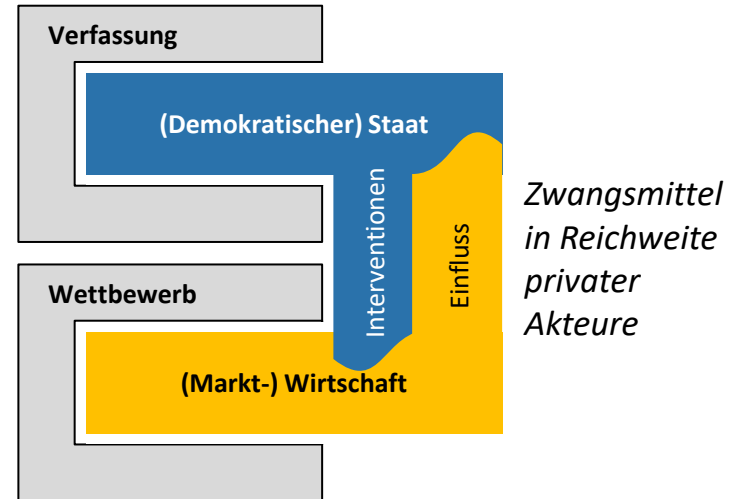 Verfassung
(Demokratischer) Staat
Interventionen
Einfluss
Zwangsmittel
in Reichweite
privater
Akteure
Wettbewerb
(Markt-) Wirtschaft